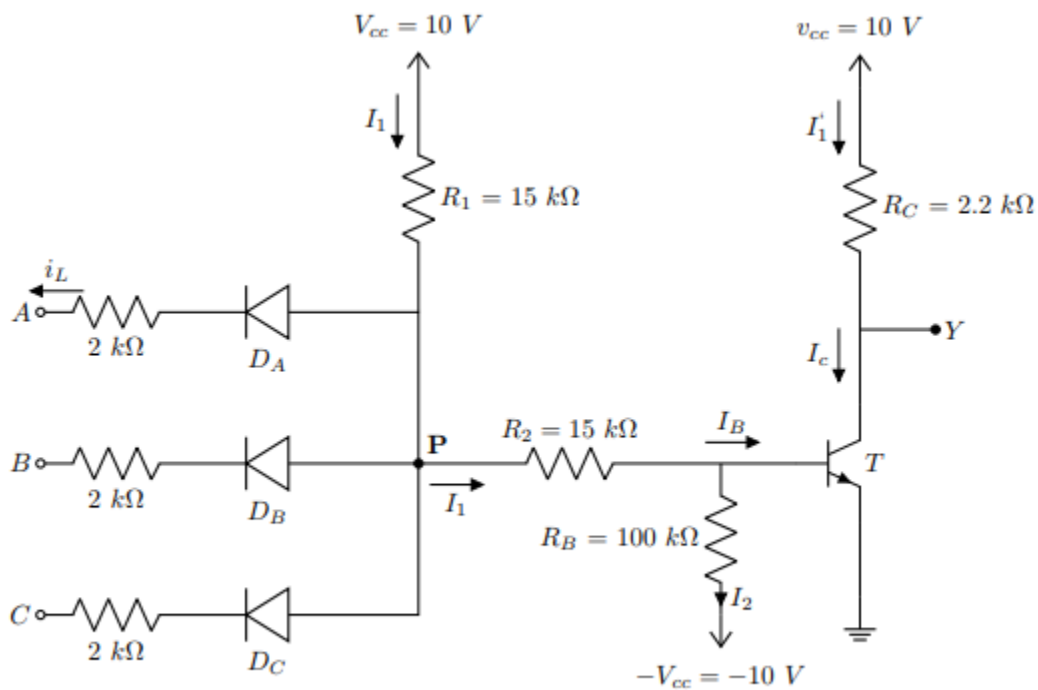 V_cc = 10 V
v_cc = 10 V
I_1
I_1'
R_1 = 15 kΩ
R_C = 2.2 kΩ
i_L
A
2 kΩ
D_A
Y
I_c
P
R_2 = 15 kΩ
I_B
B
T
2 kΩ
D_B
I_1
R_B = 100 kΩ
I_2
C
2 kΩ
D_C
−V_cc = −10 V